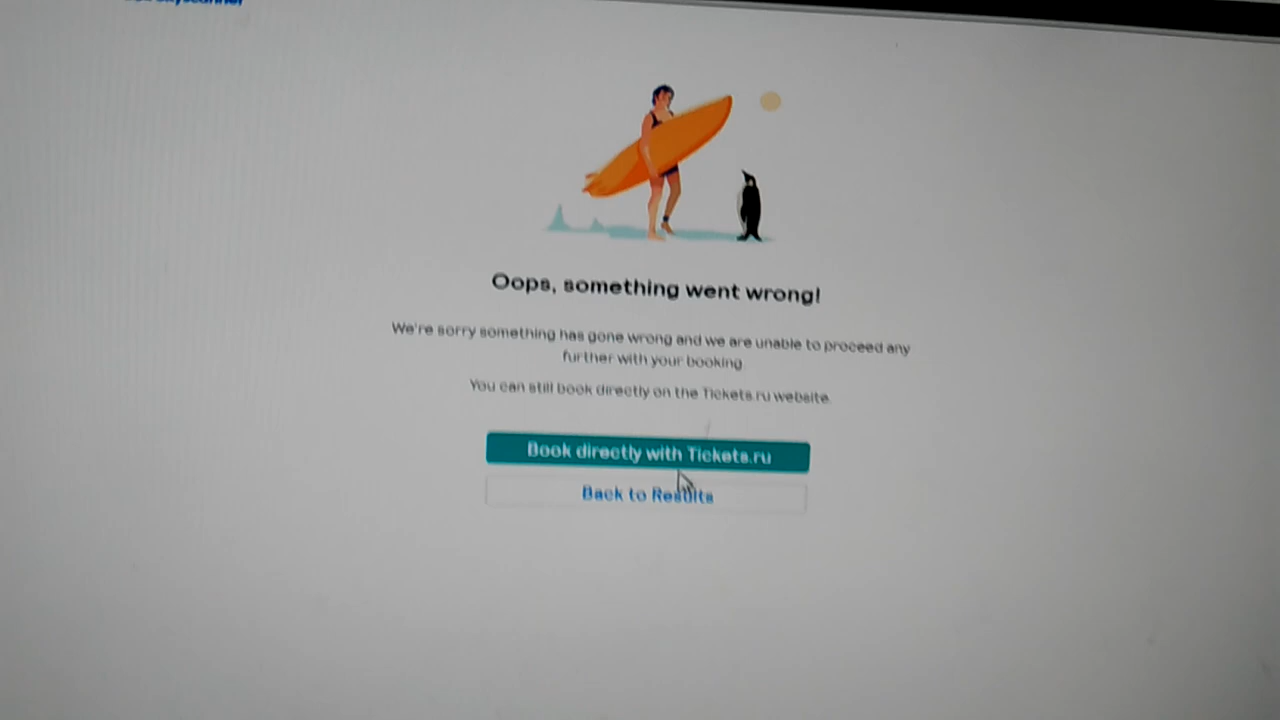 Oops, something went wrong!
We're sorry something has gone wrong and we are unable to proceed any
further with your booking.
You can still book directly on the Tickets.ru website.
Book directly with Tickets.ru
Back to Results